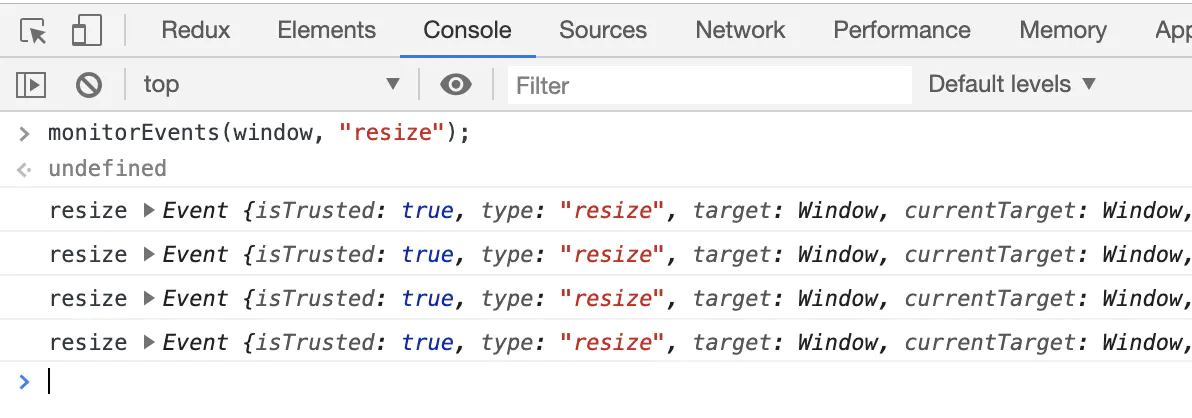 Redux Elements Console Sources Network Performance Memory App
top ▼ Filter Default levels ▼
> monitorEvents(window, "resize");
undefined
resize ▶ Event {isTrusted: true, type: "resize", target: Window, currentTarget: Window,
resize ▶ Event {isTrusted: true, type: "resize", target: Window, currentTarget: Window,
resize ▶ Event {isTrusted: true, type: "resize", target: Window, currentTarget: Window,
resize ▶ Event {isTrusted: true, type: "resize", target: Window, currentTarget: Window,
>